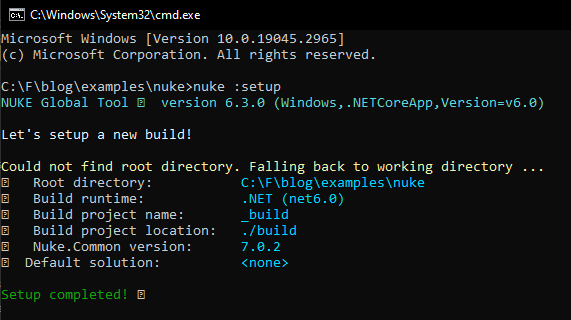 C:\Windows\System32\cmd.exe
Microsoft Windows [Version 10.0.19045.2965]
(c) Microsoft Corporation. All rights reserved.
C:\F\blog\examples\nuke>nuke :setup
NUKE Global Tool ⍰  version 6.3.0 (Windows,.NETCoreApp,Version=v6.0)
Let's setup a new build!
Could not find root directory. Falling back to working directory ...
⍰  Root directory:          C:\F\blog\examples\nuke
⍰  Build runtime:           .NET (net6.0)
⍰  Build project name:      _build
⍰  Build project location:  ./build
⍰  Nuke.Common version:     7.0.2
⍰  Default solution:         <none>
Setup completed! ⍰